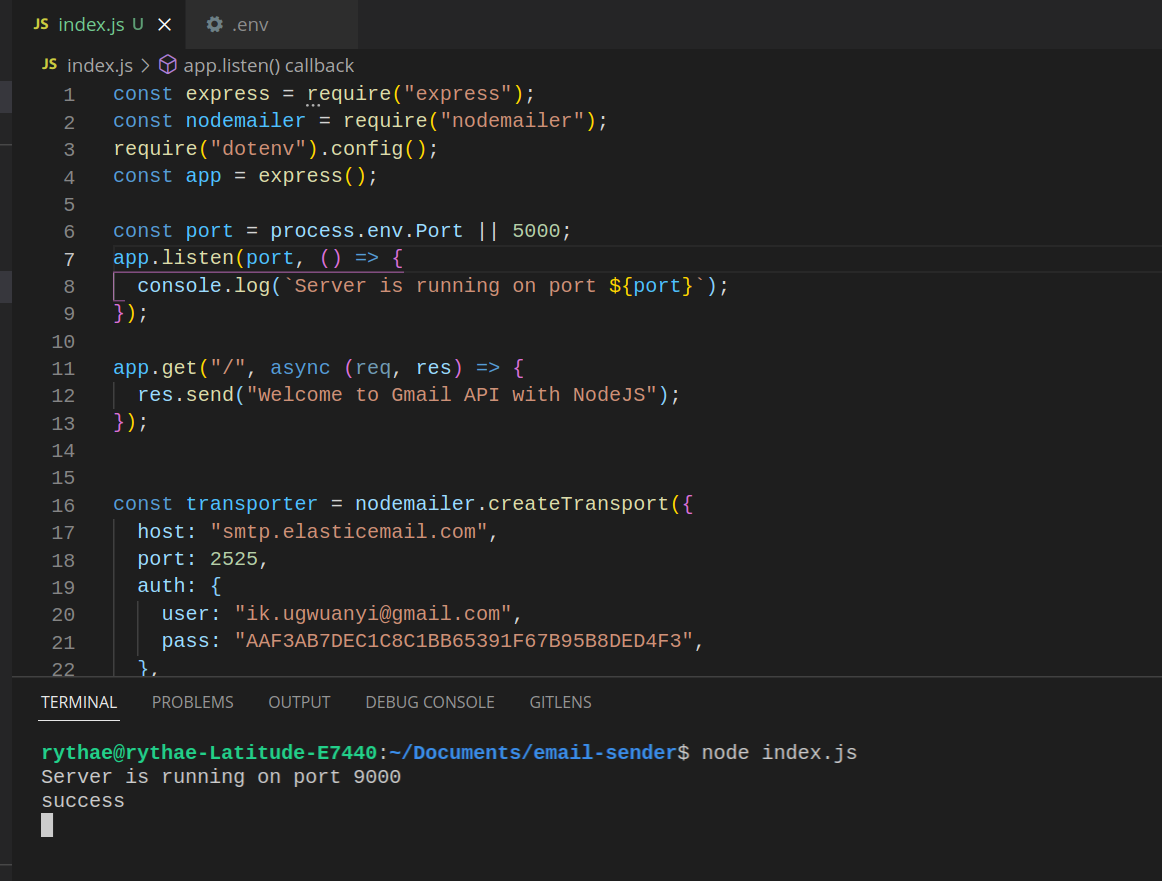 JS index.js U × .env
JS index.js > app.listen() callback
1 const express = require("express");
2 const nodemailer = require("nodemailer");
3 require("dotenv").config();
4 const app = express();
5
6 const port = process.env.Port || 5000;
7 app.listen(port, () => {
8   console.log(`Server is running on port ${port}`);
9 });
10
11 app.get("/", async (req, res) => {
12   res.send("Welcome to Gmail API with NodeJS");
13 });
14
15
16 const transporter = nodemailer.createTransport({
17   host: "smtp.elasticemail.com",
18   port: 2525,
19   auth: {
20     user: "ik.ugwuanyi@gmail.com",
21     pass: "AAF3AB7DEC1C8C1BB65391F67B95B8DED4F3",
22   },
TERMINAL PROBLEMS OUTPUT DEBUG CONSOLE GITLENS
rythae@rythae-Latitude-E7440:~/Documents/email-sender$ node index.js
Server is running on port 9000
success